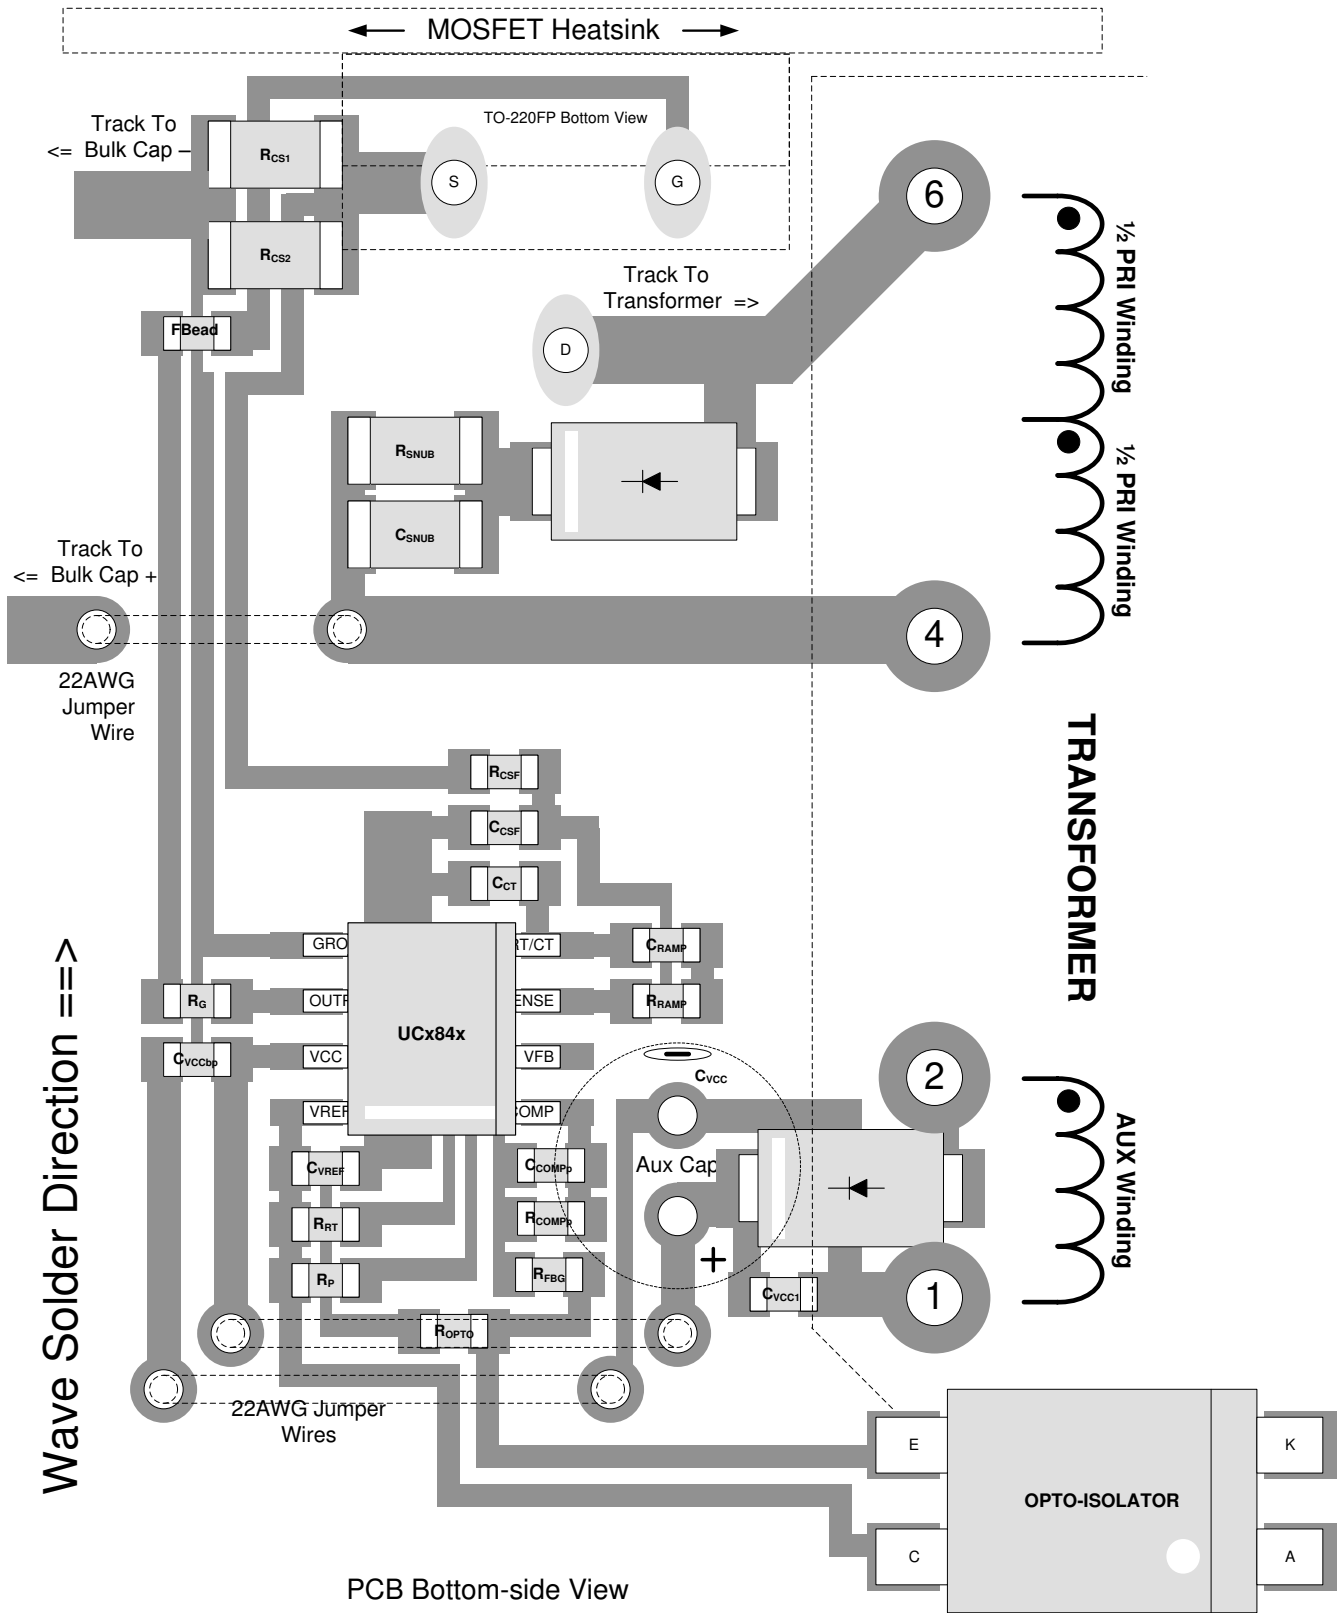 MOSFET Heatsink
Track To
<= Bulk Cap –
TO-220FP Bottom View
RCS1
S
G
6
RCS2
½ PRI Winding
Track To
Transformer =>
FBead
D
RSNUB
½ PRI Winding
CSNUB
Track To
<= Bulk Cap +
4
22AWG
Jumper
Wire
TRANSFORMER
RCSF
CCSF
CCT
GRO
RT/CT
CRAMP
RG
OUTP
ENSE
RRAMP
UCx84x
CVCCbp
VCC
VFB
–
CVCC
2
VREF
COMP
AUX Winding
CVREF
CCOMPp
Aux Cap
RRT
RCOMPp
+
RP
RFBG
CVCC1
1
ROPTO
22AWG Jumper
Wires
Wave Solder Direction ==>
E
K
OPTO-ISOLATOR
C
A
PCB Bottom-side View